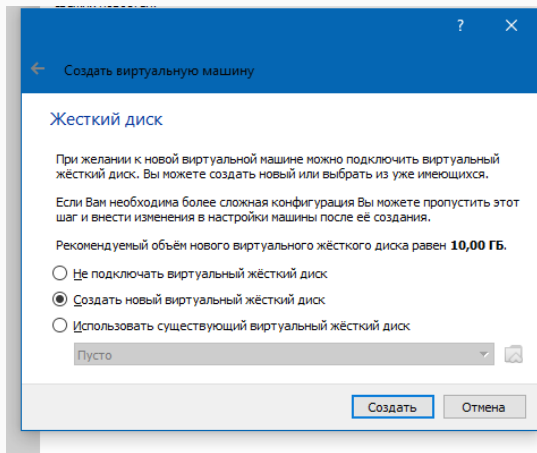 ?
Создать виртуальную машину
Жесткий диск
При желании к новой виртуальной машине можно подключить виртуальный
жёсткий диск. Вы можете создать новый или выбрать из уже имеющихся.
Если Вам необходима более сложная конфигурация Вы можете пропустить этот
шаг и внести изменения в настройки машины после её создания.
Рекомендуемый объём нового виртуального жёсткого диска равен 10,00 ГБ.
Не подключать виртуальный жёсткий диск
Создать новый виртуальный жёсткий диск
Использовать существующий виртуальный жёсткий диск
Пусто
Создать Отмена